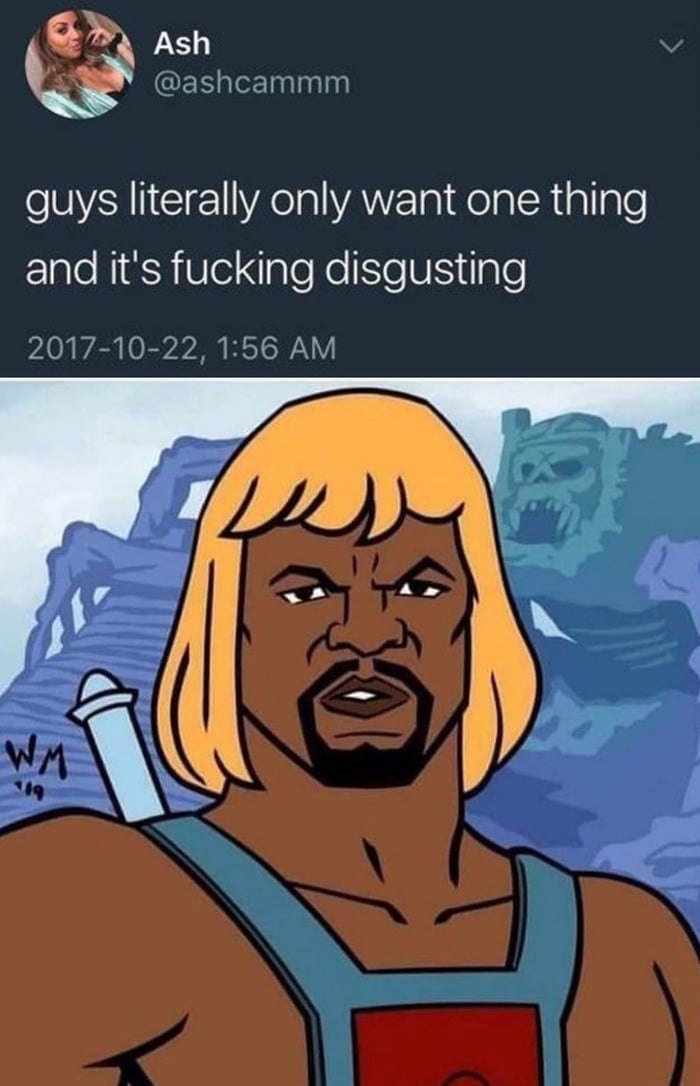 Ash
@ashcammm
guys literally only want one thing
and it's fucking disgusting
2017-10-22, 1:56 AM
WM
'19